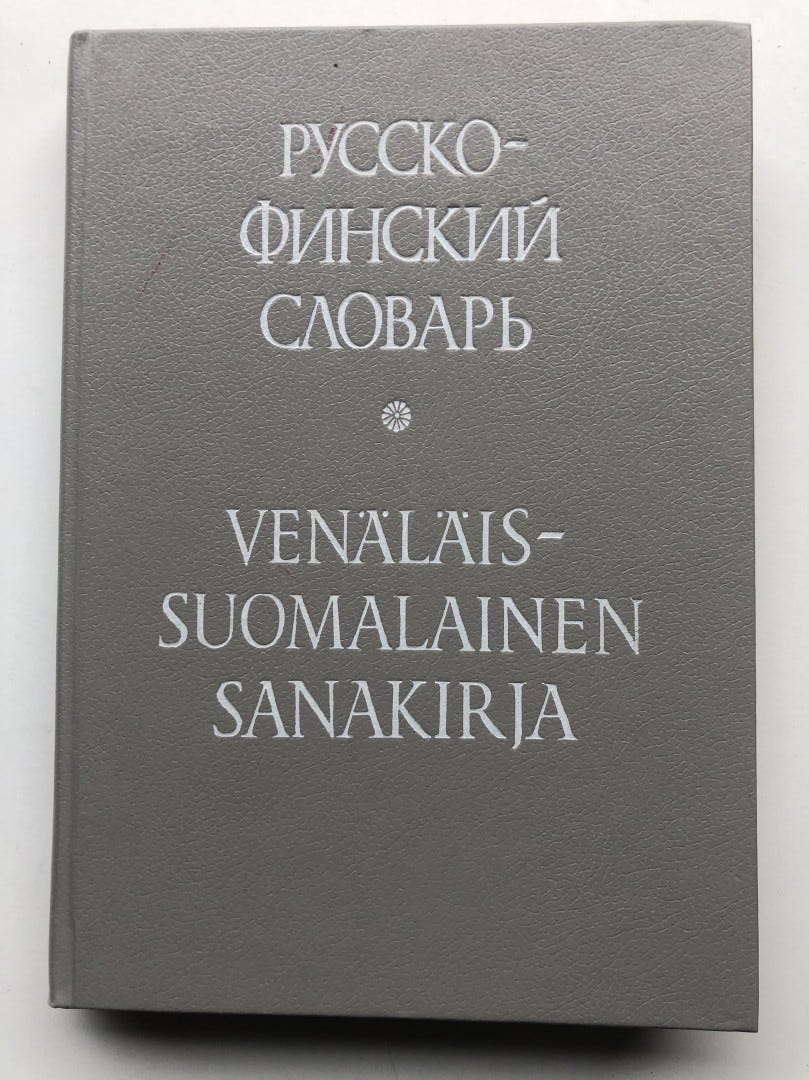 РУССКО-
ФИНСКИЙ
СЛОВАРЬ
VENÄLÄIS-
SUOMALAINEN
SANAKIRJA